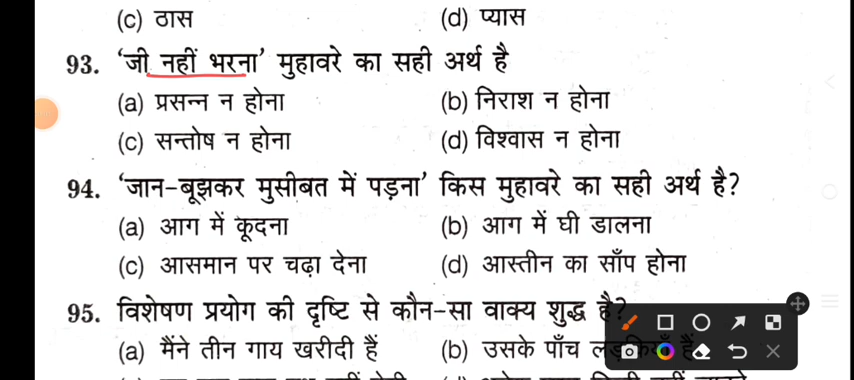 (c) ठास (d) प्यास
93. ‘जी नहीं भरना’ मुहावरे का सही अर्थ है
(a) प्रसन्न न होना (b) निराश न होना
(c) सन्तोष न होना (d) विश्वास न होना
94. ‘जान-बूझकर मुसीबत में पड़ना’ किस मुहावरे का सही अर्थ है?
(a) आग में कूदना (b) आग में घी डालना
(c) आसमान पर चढ़ा देना (d) आस्तीन का साँप होना
95. विशेषण प्रयोग की दृष्टि से कौन-सा वाक्य शुद्ध है?
(a) मैंने तीन गाय खरीदी हैं (b) उसके पाँच लड़कियाँ हैं